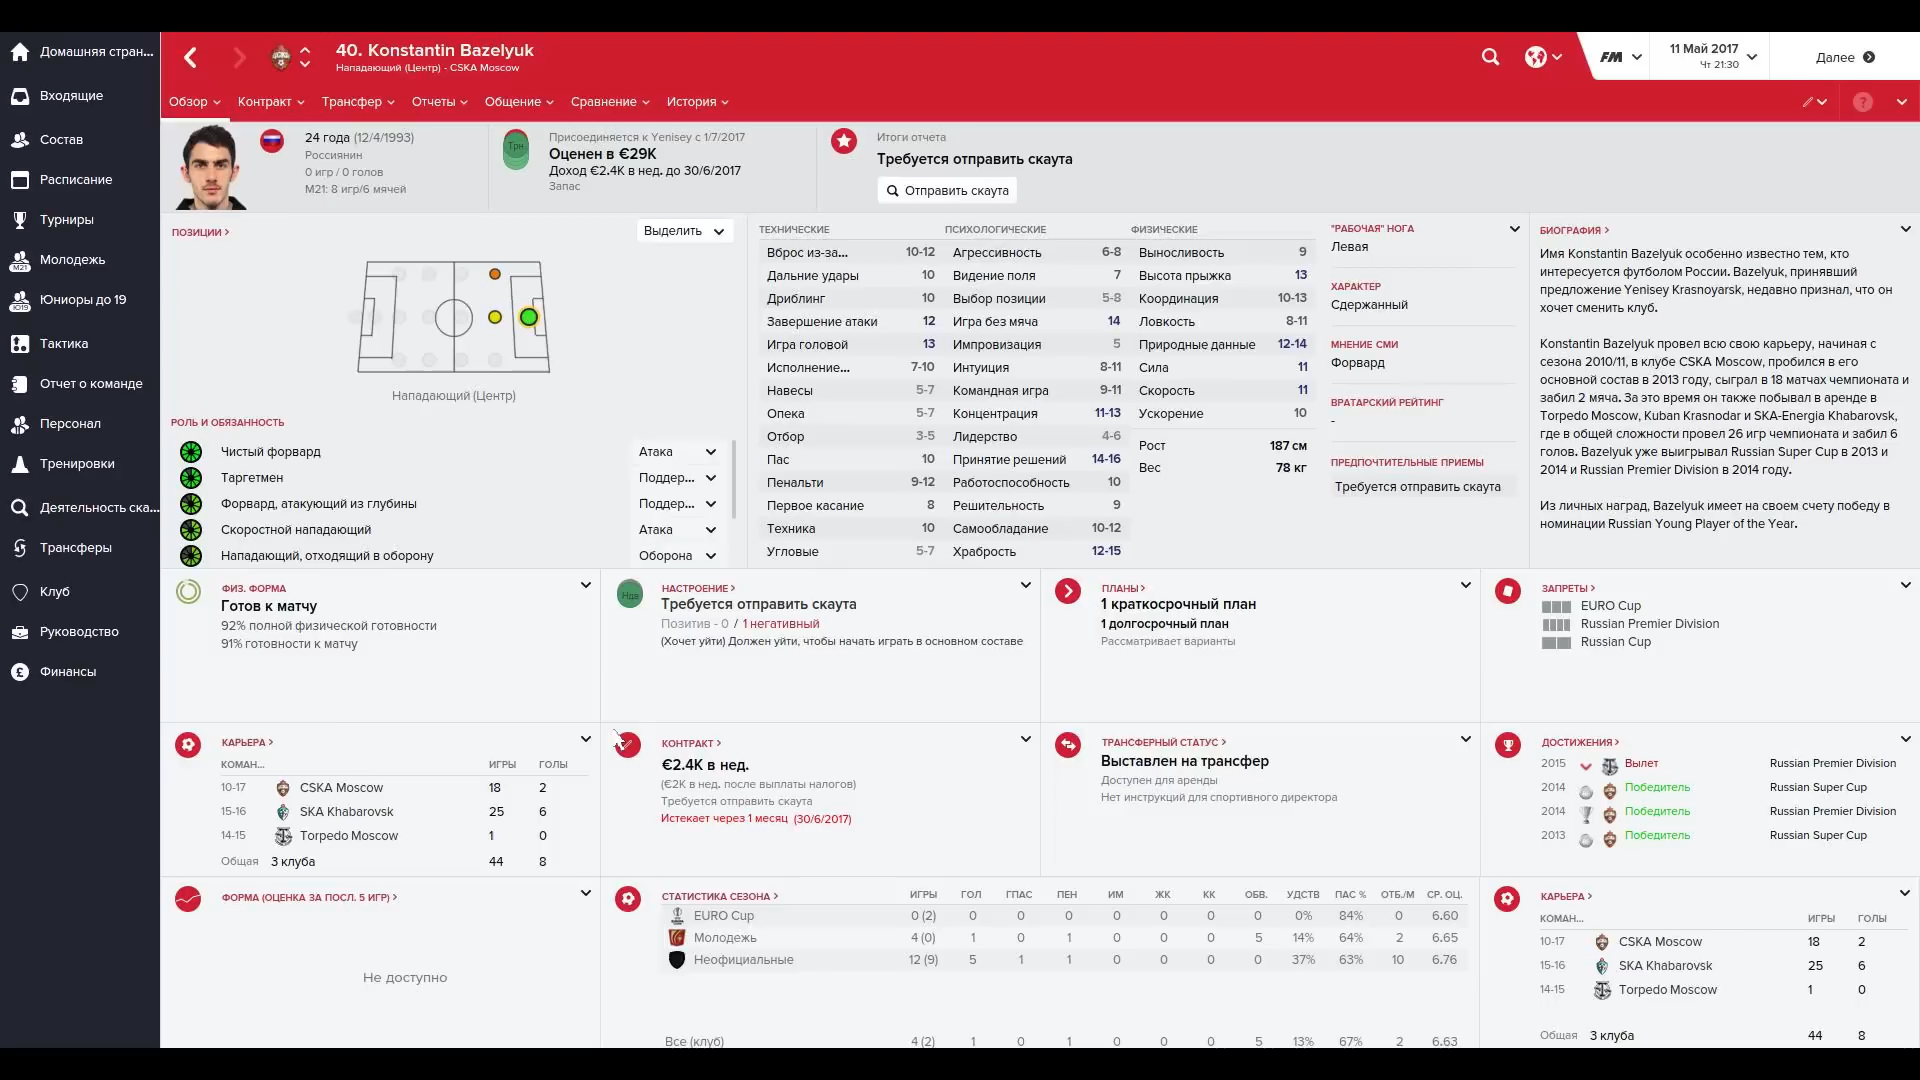 Домашняя стран...
Входящие
Состав
Расписание
Турниры
Молодежь
Юниоры до 19
Тактика
Отчет о команде
Персонал
Тренировки
Деятельность ска...
Трансферы
Клуб
Руководство
Финансы
40. Konstantin Bazelyuk
Нападающий (Центр) - CSKA Moscow
FM
11 Май 2017
Чт 21:30
Далее
Обзор Контракт Трансфер Отчеты Общение Сравнение История
24 года (12/4/1993)
Россиянин
0 игр / 0 голов
М21: 8 игр/6 мячей
Трн
Присоединяется к Yenisey с 1/7/2017
Оценен в €29K
Доход €2.4K в нед. до 30/6/2017
Запас
Итоги отчета
Требуется отправить скаута
Отправить скаута
ПОЗИЦИИ >
Выделить
Нападающий (Центр)
РОЛЬ И ОБЯЗАННОСТЬ
Чистый форвард Атака
Таргетмен Поддер...
Форвард, атакующий из глубины Поддер...
Скоростной нападающий Атака
Нападающий, отходящий в оборону Оборона
ТЕХНИЧЕСКИЕ
Вброс из-за... 10-12
Дальние удары 10
Дриблинг 10
Завершение атаки 12
Игра головой 13
Исполнение... 7-10
Навесы 5-7
Опека 5-7
Отбор 3-5
Пас 10
Пенальти 9-12
Первое касание 8
Техника 10
Угловые 5-7
ПСИХОЛОГИЧЕСКИЕ
Агрессивность 6-8
Видение поля 7
Выбор позиции 5-8
Игра без мяча 14
Импровизация 5
Интуиция 8-11
Командная игра 9-11
Концентрация 11-13
Лидерство 4-6
Принятие решений 14-16
Работоспособность 10
Решительность 9
Самообладание 10-12
Храбрость 12-15
ФИЗИЧЕСКИЕ
Выносливость 9
Высота прыжка 13
Координация 10-13
Ловкость 8-11
Природные данные 12-14
Сила 11
Скорость 11
Ускорение 10
Рост 187 см
Вес 78 кг
"РАБОЧАЯ" НОГА
Левая
ХАРАКТЕР
Сдержанный
МНЕНИЕ СМИ
Форвард
ВРАТАРСКИЙ РЕЙТИНГ
-
ПРЕДПОЧТИТЕЛЬНЫЕ ПРИЕМЫ
Требуется отправить скаута
БИОГРАФИЯ >
Имя Konstantin Bazelyuk особенно известно тем, кто
интересуется футболом России. Bazelyuk, принявший
предложение Yenisey Krasnoyarsk, недавно признал, что он
хочет сменить клуб.
Konstantin Bazelyuk провел всю свою карьеру, начиная с
сезона 2010/11, в клубе CSKA Moscow, пробился в его
основной состав в 2013 году, сыграл в 18 матчах чемпионата и
забил 2 мяча. За это время он также побывал в аренде в
Torpedo Moscow, Kuban Krasnodar и SKA-Energia Khabarovsk,
где в общей сложности провел 26 игр чемпионата и забил 6
голов. Bazelyuk уже выигрывал Russian Super Cup в 2013 и
2014 и Russian Premier Division в 2014 году.
Из личных наград, Bazelyuk имеет на своем счету победу в
номинации Russian Young Player of the Year.
ФИЗ. ФОРМА
Готов к матчу
92% полной физической готовности
91% готовности к матчу
Ндв
НАСТРОЕНИЕ >
Требуется отправить скаута
Позитив - 0 / 1 негативный
(Хочет уйти) Должен уйти, чтобы начать играть в основном составе
ПЛАНЫ >
1 краткосрочный план
1 долгосрочный план
Рассматривает варианты
ЗАПРЕТЫ >
EURO Cup
Russian Premier Division
Russian Cup
КАРЬЕРА >
КОМАН... ИГРЫ ГОЛЫ
10-17 CSKA Moscow 18 2
15-16 SKA Khabarovsk 25 6
14-15 Torpedo Moscow 1 0
Общая 3 клуба 44 8
КОНТРАКТ >
€2.4K в нед.
(€2K в нед. после выплаты налогов)
Требуется отправить скаута
Истекает через 1 месяц (30/6/2017)
ТРАНСФЕРНЫЙ СТАТУС >
Выставлен на трансфер
Доступен для аренды
Нет инструкций для спортивного директора
ДОСТИЖЕНИЯ >
2015 Вылет Russian Premier Division
2014 Победитель Russian Super Cup
2014 Победитель Russian Premier Division
2013 Победитель Russian Super Cup
ФОРМА (ОЦЕНКА ЗА ПОСЛ. 5 ИГР) >
Не доступно
СТАТИСТИКА СЕЗОНА > ИГРЫ ГОЛ ГПАС ПЕН ИМ ЖК КК ОБВ. УДСТВ ПАС % ОТБ./М СР. ОЦ.
EURO Cup 0 (2) 0 0 0 0 0 0 0 0% 84% 0 6.60
Молодежь 4 (0) 1 0 1 0 0 0 5 14% 64% 2 6.65
Неофициальные 12 (9) 5 1 1 0 0 0 0 37% 63% 10 6.76
Все (клуб) 4 (2) 1 0 1 0 0 0 5 13% 67% 2 6.63
КАРЬЕРА >
КОМАН... ИГРЫ ГОЛЫ
10-17 CSKA Moscow 18 2
15-16 SKA Khabarovsk 25 6
14-15 Torpedo Moscow 1 0
Общая 3 клуба 44 8